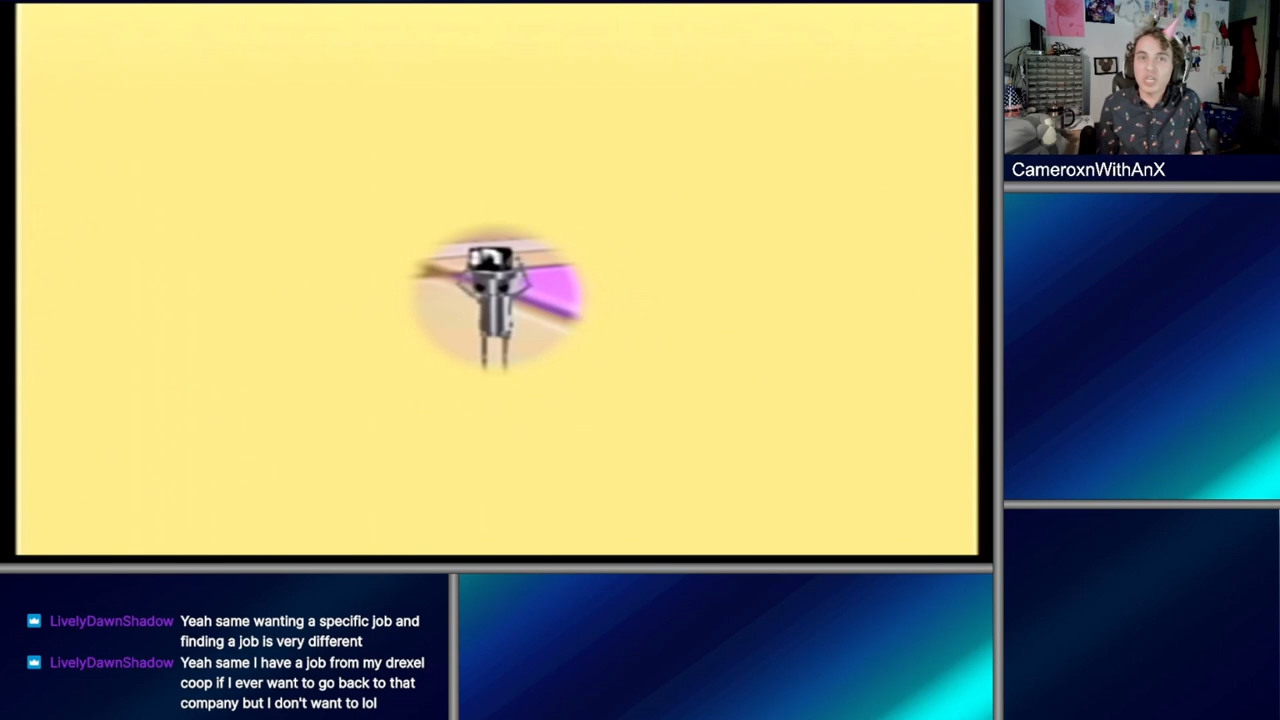 CameroxnWithAnX
LivelyDawnShadow Yeah same wanting a specific job and
finding a job is very different
LivelyDawnShadow Yeah same I have a job from my drexel
coop if I ever want to go back to that
company but I don't want to lol